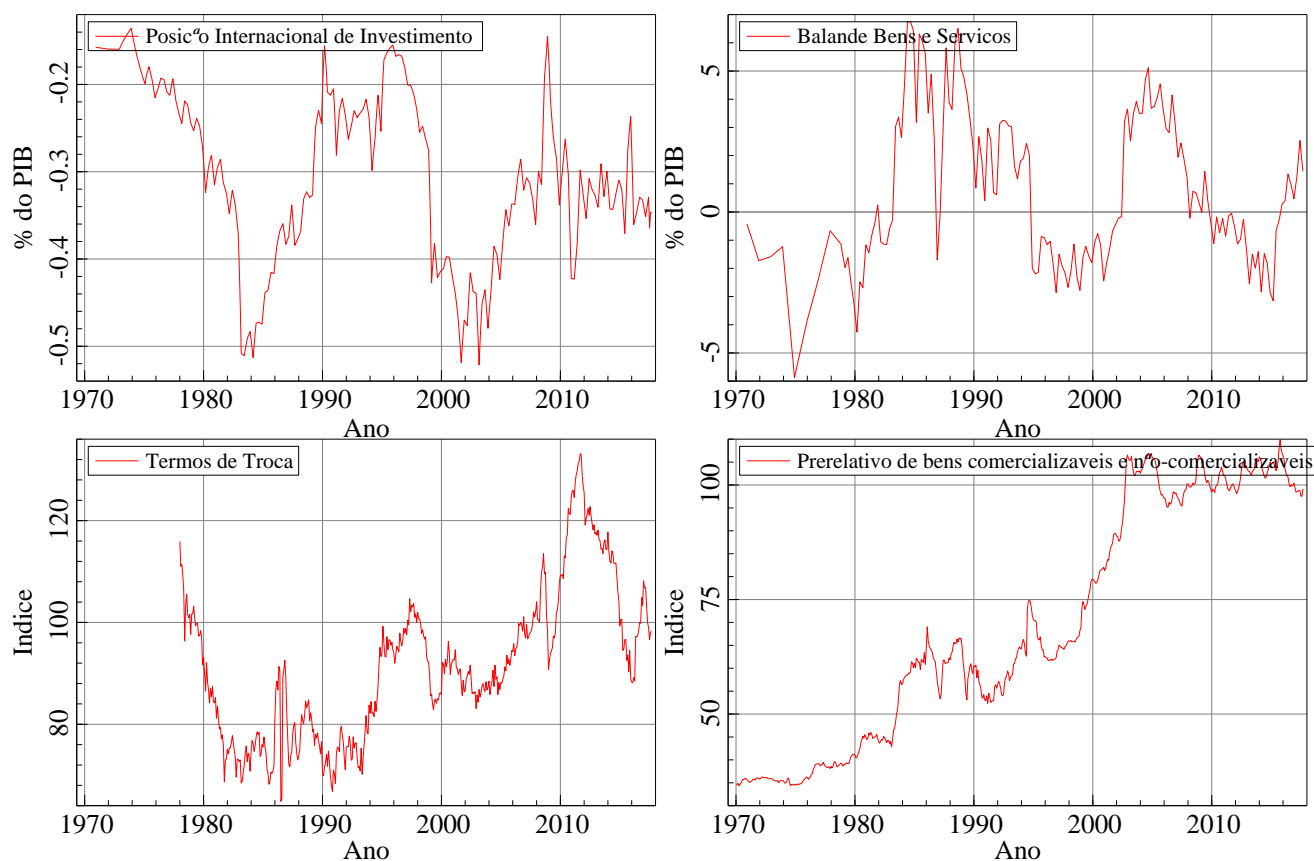 Posicªo Internacional de Investimento
% do PIB
-0.2
-0.3
-0.4
-0.5
1970 1980 1990 2000 2010
Ano
Balande Bens e Servicos
% do PIB
5
0
-5
1970 1980 1990 2000 2010
Ano
Termos de Troca
Indice
120
100
80
1970 1980 1990 2000 2010
Ano
Prerelativo de bens comercializaveis e nªo-comercializaveis
Indice
100
75
50
1970 1980 1990 2000 2010
Ano